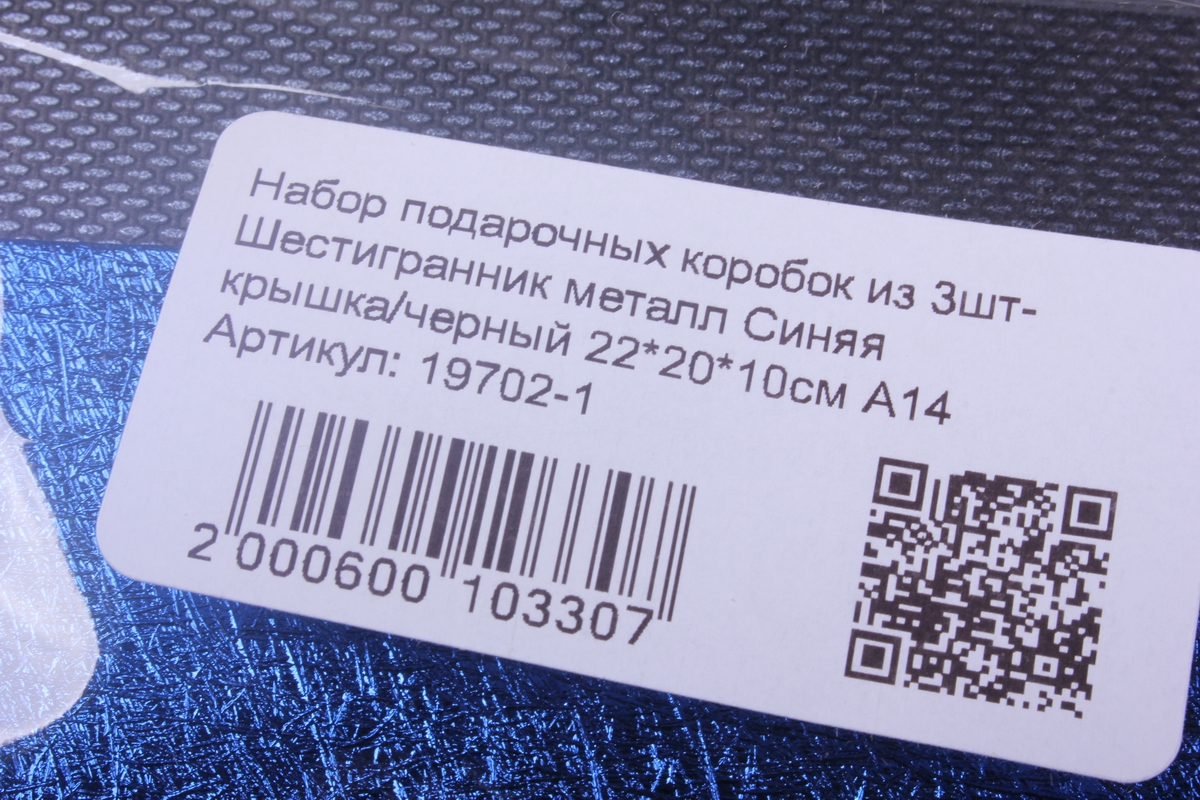 Набор подарочных коробок из 3шт-
Шестигранник металл Синяя
крышка/черный 22*20*10см А14
Артикул: 19702-1
2 000600 103307